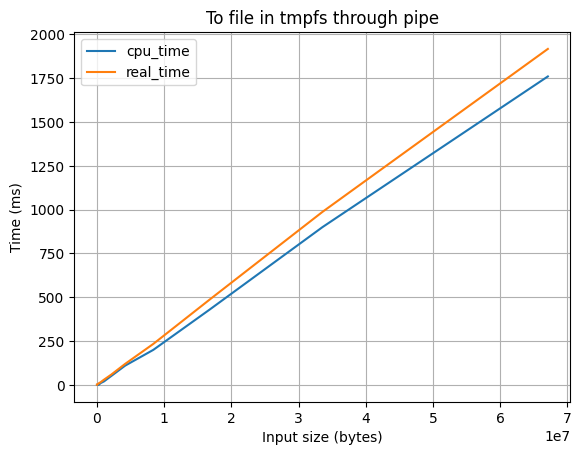 To file in tmpfs through pipe
cpu_time
real_time
Time (ms)
2000
1750
1500
1250
1000
750
500
250
0
0 1 2 3 4 5 6 7
1e7
Input size (bytes)